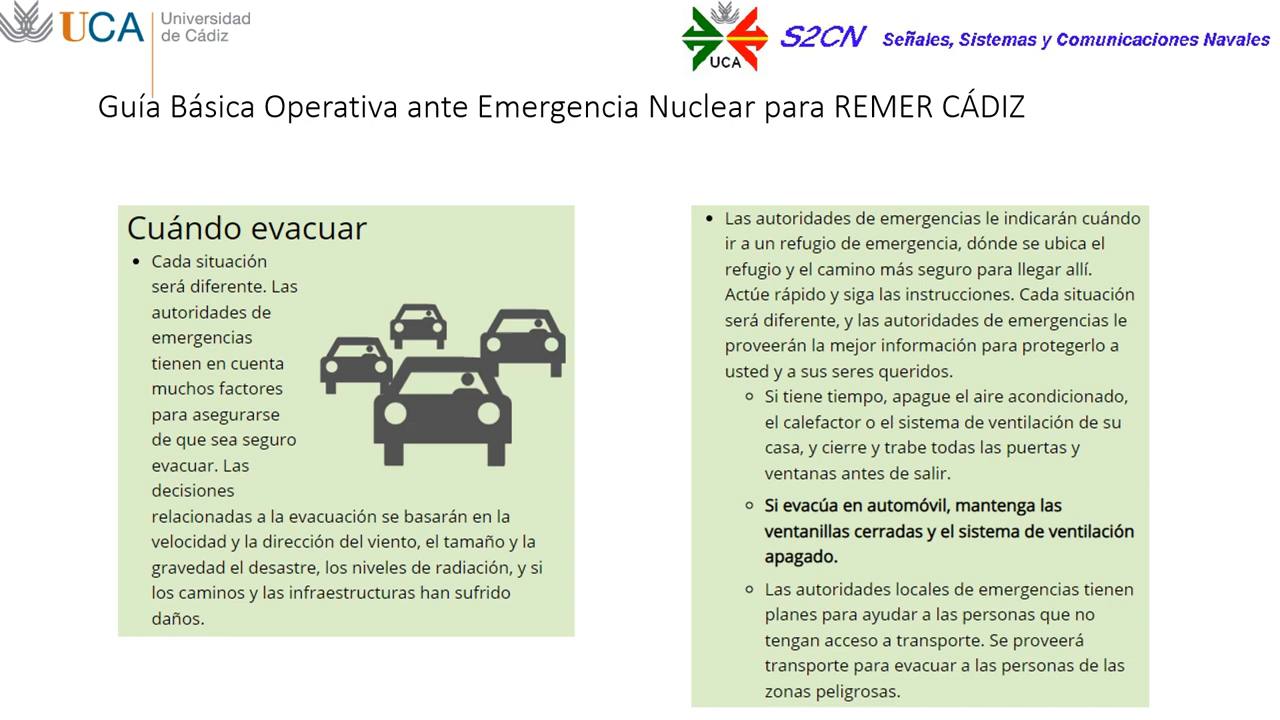 UCA
Universidad
de Cádiz
UCA
S2CN Señales, Sistemas y Comunicaciones Navales
Guía Básica Operativa ante Emergencia Nuclear para REMER CÁDIZ
Cuándo evacuar
• Cada situación
será diferente. Las
autoridades de
emergencias
tienen en cuenta
muchos factores
para asegurarse
de que sea seguro
evacuar. Las
decisiones
relacionadas a la evacuación se basarán en la
velocidad y la dirección del viento, el tamaño y la
gravedad el desastre, los niveles de radiación, y si
los caminos y las infraestructuras han sufrido
daños.
• Las autoridades de emergencias le indicarán cuándo
ir a un refugio de emergencia, dónde se ubica el
refugio y el camino más seguro para llegar allí.
Actúe rápido y siga las instrucciones. Cada situación
será diferente, y las autoridades de emergencias le
proveerán la mejor información para protegerlo a
usted y a sus seres queridos.
◦ Si tiene tiempo, apague el aire acondicionado,
el calefactor o el sistema de ventilación de su
casa, y cierre y trabe todas las puertas y
ventanas antes de salir.
◦ Si evacúa en automóvil, mantenga las
ventanillas cerradas y el sistema de ventilación
apagado.
◦ Las autoridades locales de emergencias tienen
planes para ayudar a las personas que no
tengan acceso a transporte. Se proveerá
transporte para evacuar a las personas de las
zonas peligrosas.